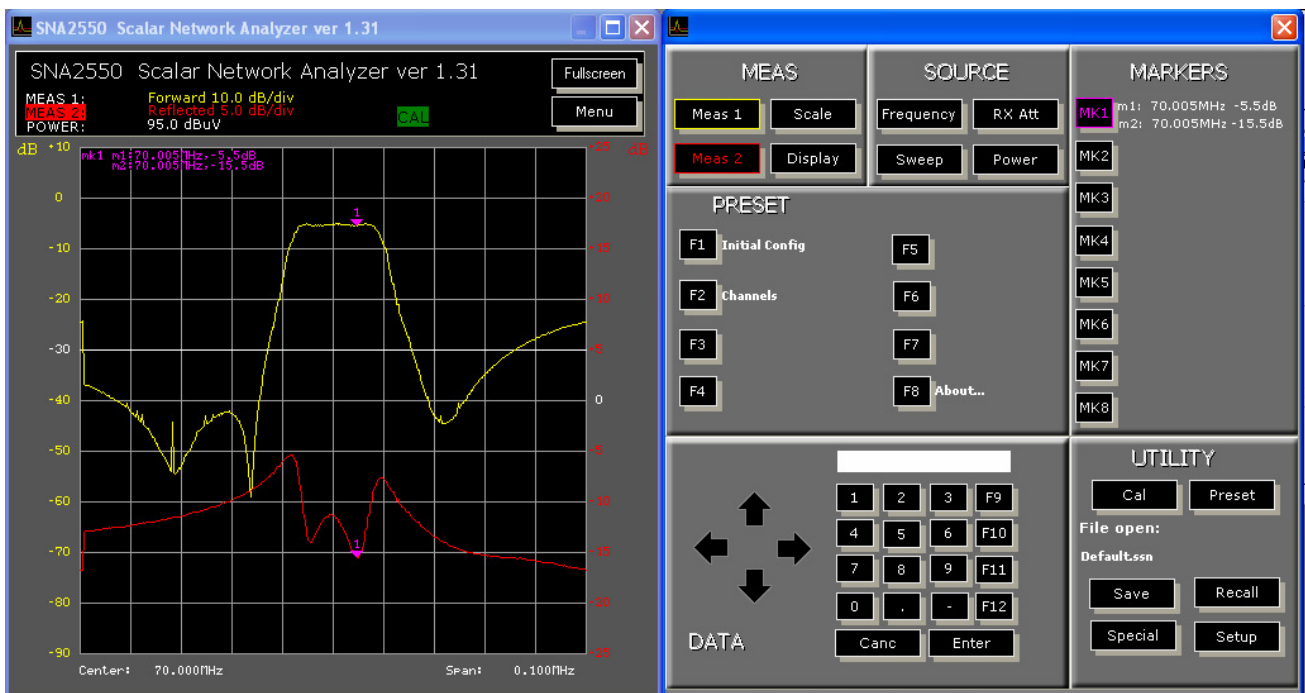 SNA2550 Scalar Network Analyzer ver 1.31
SNA2550 Scalar Network Analyzer ver 1.31
Fullscreen
MEAS 1: Forward 10.0 dB/div
MEAS 2: Reflected 5.0 dB/div
CAL
Menu
POWER: 95.0 dBuV
dB +10
+25 dB
mk1 m1:70.005MHz,-5.5dB
m2:70.005MHz,-15.5dB
0
+20
1
-10
+15
-20
+10
-30
+5
-40
0
-50
-5
-60
-10
-70
-15
1
-80
-20
-90
-25
Center: 70.000MHz
Span: 0.100MHz
MEAS
Meas 1
Scale
Meas 2
Display
SOURCE
Frequency
RX Att
Sweep
Power
MARKERS
MK1
m1: 70.005MHz -5.5dB
m2: 70.005MHz -15.5dB
MK2
MK3
MK4
MK5
MK6
MK7
MK8
PRESET
F1 Initial Config
F5
F2 Channels
F6
F3
F7
F4
F8 About...
DATA
1 2 3 F9
4 5 6 F10
7 8 9 F11
0 . - F12
Canc Enter
UTILITY
Cal Preset
File open:
Default.ssn
Save Recall
Special Setup